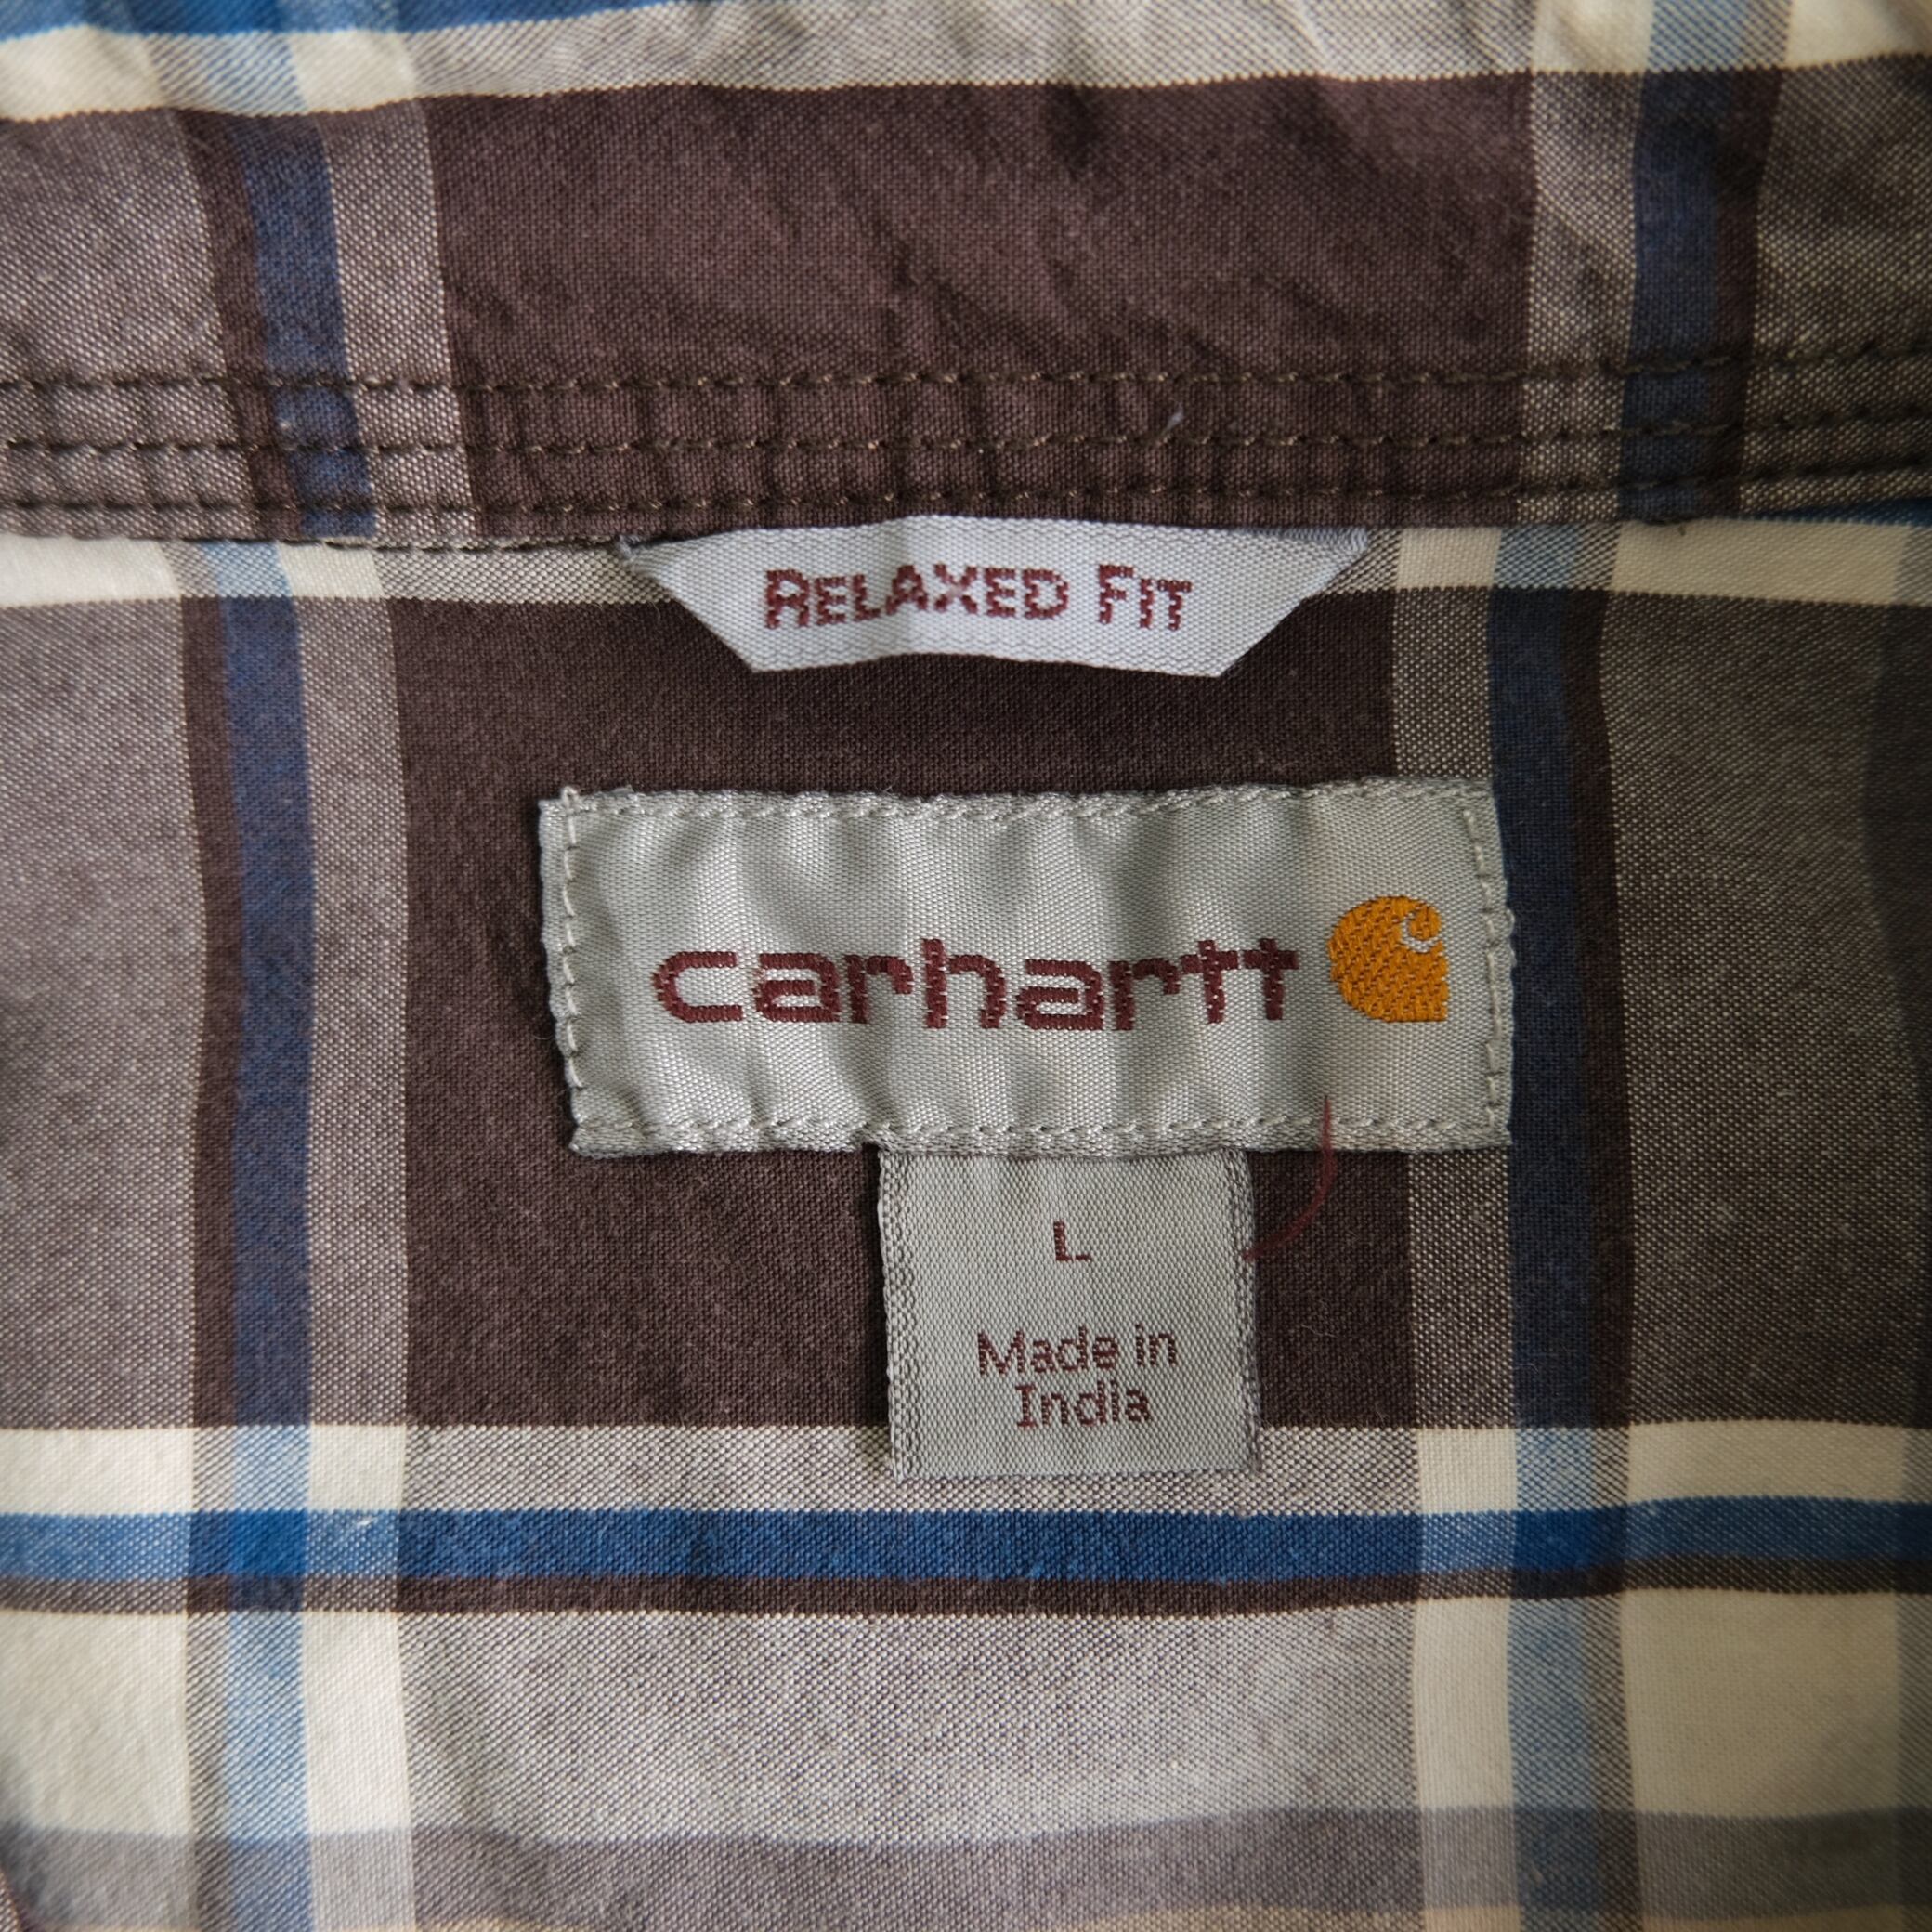 RELAXED FIT
carhartt
L
Made in
India